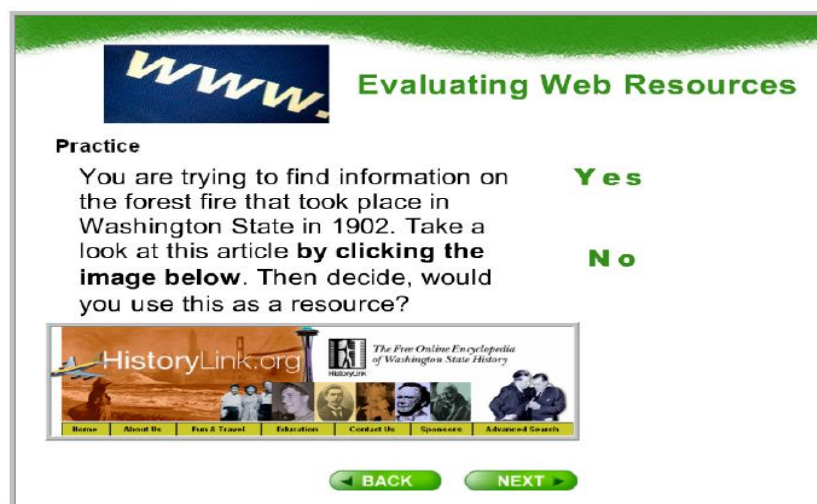 www.
Evaluating Web Resources
Practice
You are trying to find information on
the forest fire that took place in
Washington State in 1902. Take a
look at this article by clicking the
image below. Then decide, would
you use this as a resource?
Yes
No
HistoryLink.org
HistoryLink
The Free Online Encyclopedia
of Washington State History
Home About Us Fun & Travel Education Contact Us Sponsors Advanced Search
BACK NEXT